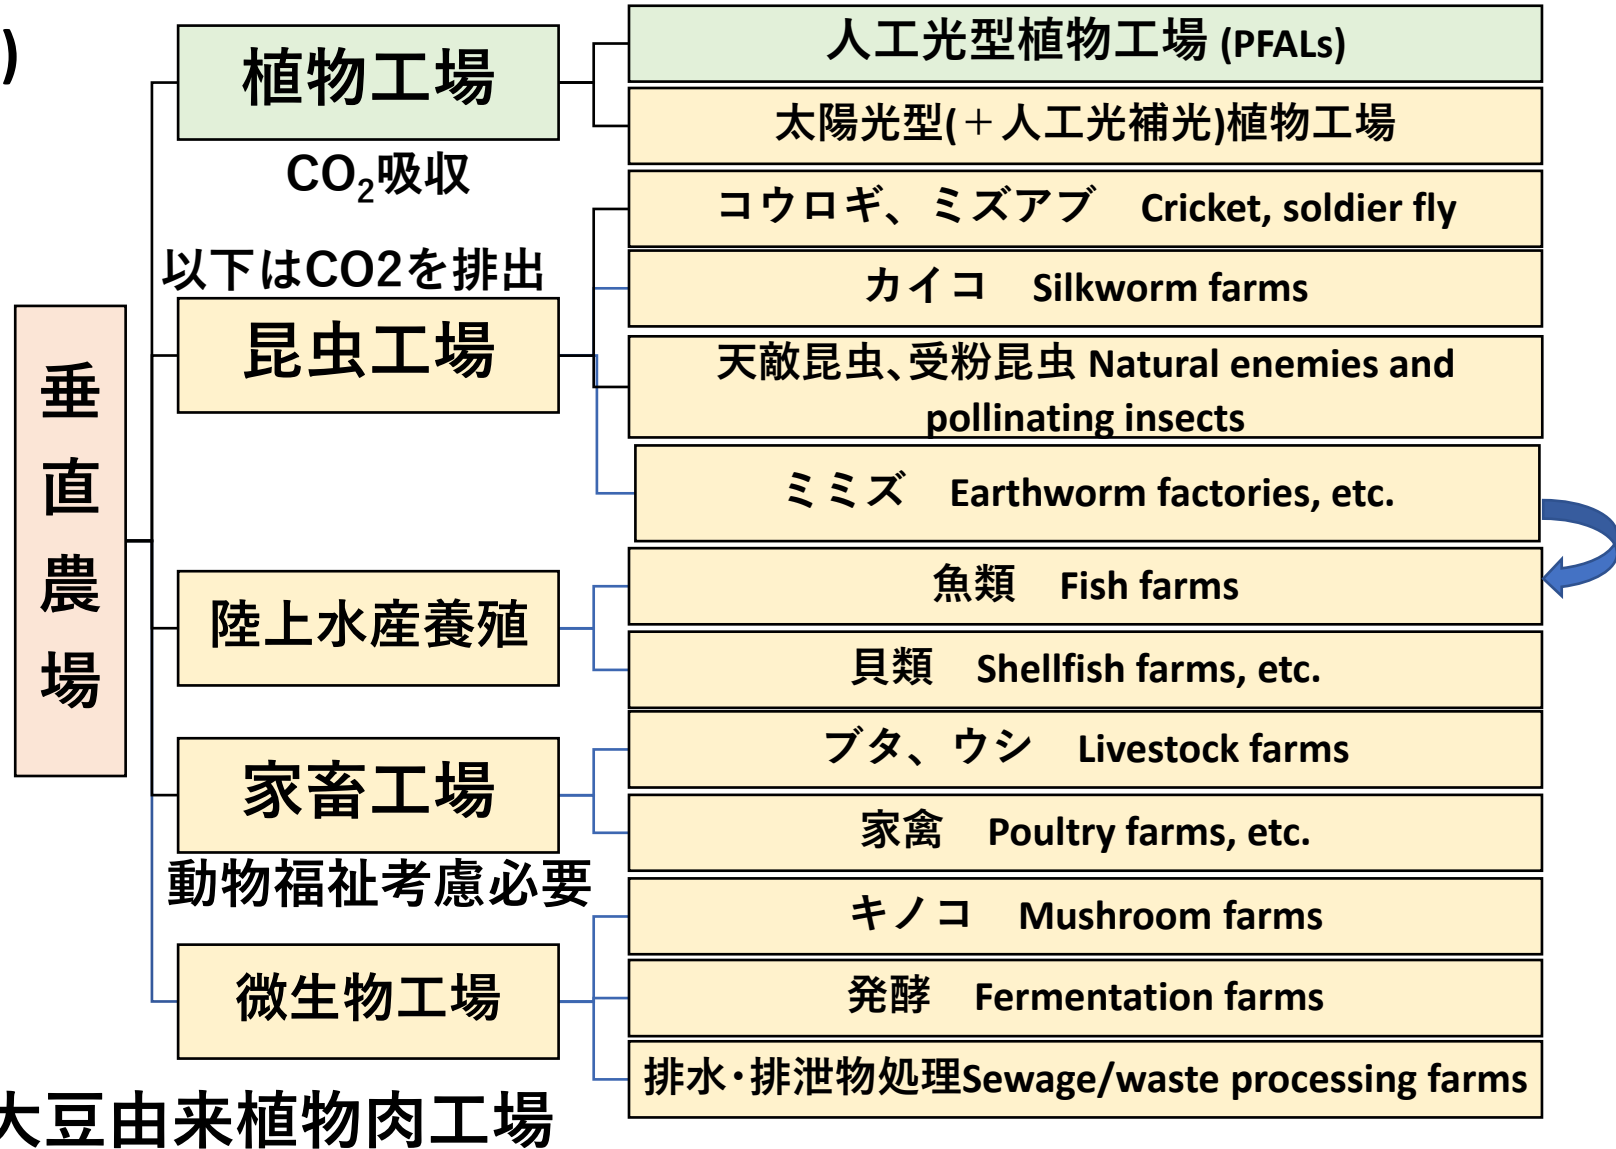 )
植物工場
CO₂吸収
以下はCO2を排出
昆虫工場
垂直農場
陸上水産養殖
家畜工場
動物福祉考慮必要
微生物工場
大豆由来植物肉工場
人工光型植物工場 (PFALs)
太陽光型(＋人工光補光)植物工場
コウロギ、ミズアブ　Cricket, soldier fly
カイコ　Silkworm farms
天敵昆虫、受粉昆虫 Natural enemies and
pollinating insects
ミミズ　Earthworm factories, etc.
魚類　Fish farms
貝類　Shellfish farms, etc.
ブタ、ウシ　Livestock farms
家禽　Poultry farms, etc.
キノコ　Mushroom farms
発酵　Fermentation farms
排水・排泄物処理Sewage/waste processing farms